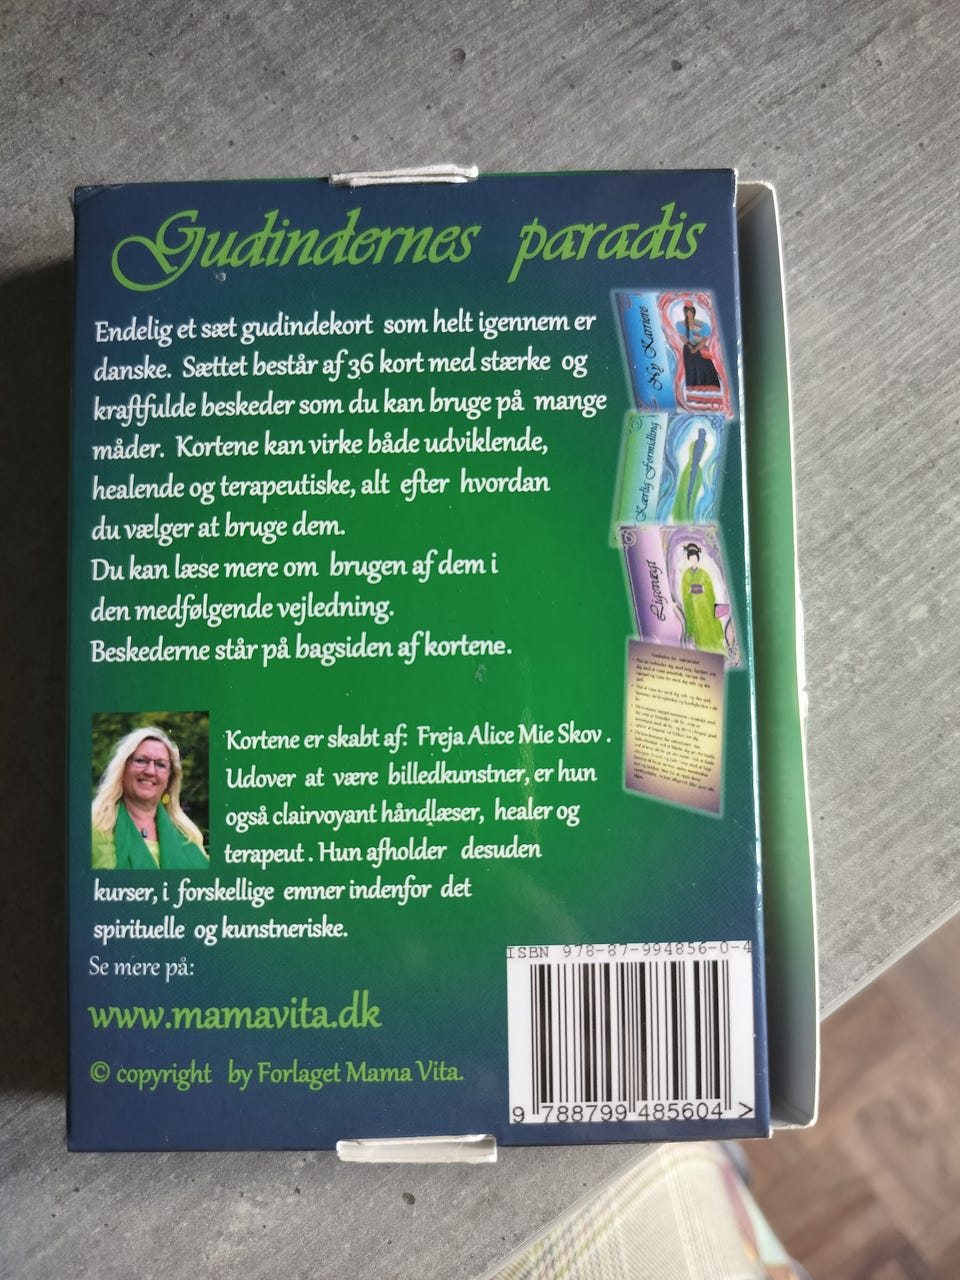 Gudindernes paradis
Endelig et sæt gudindekort som helt igennem er
danske. Sættet består af 36 kort med stærke og
kraftfulde beskeder som du kan bruge på mange
måder. Kortene kan virke både udviklende,
healende og terapeutiske, alt efter hvordan
du vælger at bruge dem.
Du kan læse mere om brugen af dem i
den medfølgende vejledning.
Beskederne står på bagsiden af kortene.
Ny Karriere
Kærlig Formidling
Ligevægt
Kortene er skabt af: Freja Alice Mie Skov.
Udover at være billedkunstner, er hun
også clairvoyant håndlæser, healer og
terapeut. Hun afholder desuden
kurser, i forskellige emner indenfor det
spirituelle og kunstneriske.
Se mere på:
www.mamavita.dk
© copyright by Forlaget Mama Vita.
ISBN 978-87-994856-0-4
9 788799 485604 >